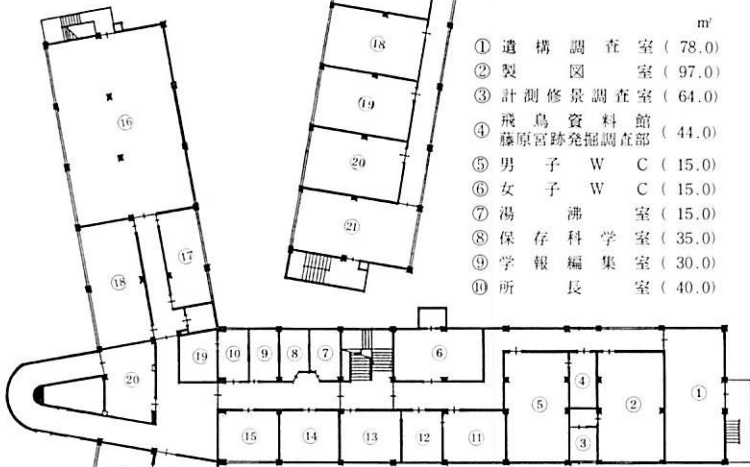 m²
① 遺構調査室 (78.0)
② 製図室 (97.0)
③ 計測修景調査室 (64.0)
④ 飛鳥資料館
藤原宮跡発掘調査部 (44.0)
⑤ 男子WC (15.0)
⑥ 女子WC (15.0)
⑦ 湯沸室 (15.0)
⑧ 保存科学室 (35.0)
⑨ 学報編集室 (30.0)
⑩ 所長室 (40.0)
⑱
⑲
⑳
㉑
⑯
⑰
⑱
⑲ ⑩ ⑨ ⑧ ⑦ ⑥
⑳
⑤ ④ ② ①
③
⑮ ⑭ ⑬ ⑫ ⑪